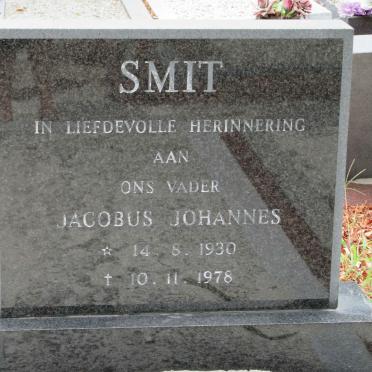 SMIT
IN LIEFDEVOLLE HERINNERING
AAN
ONS VADER
JACOBUS JOHANNES
☆ 14. 8. 1930
† 10. 11. 1978